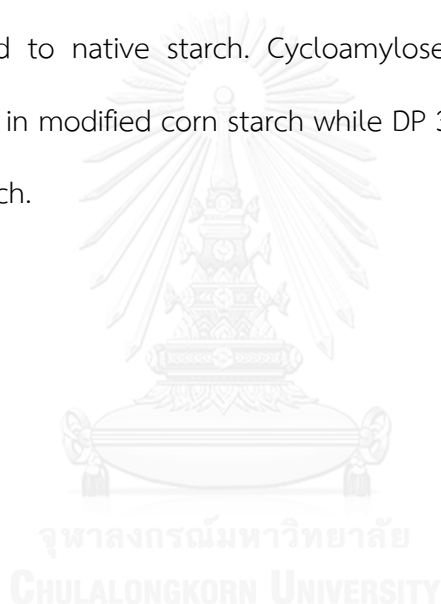 d to native starch. Cycloamylose
in modified corn starch while DP 3
ch.
จุฬาลงกรณ์มหาวิทยาลัย
CHULALONGKORN UNIVERSITY